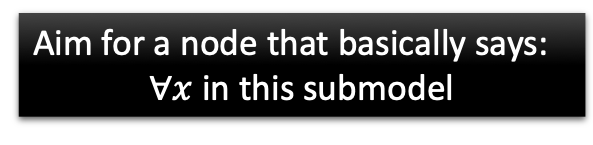 Aim for a node that basically says:
∀𝑥 in this submodel